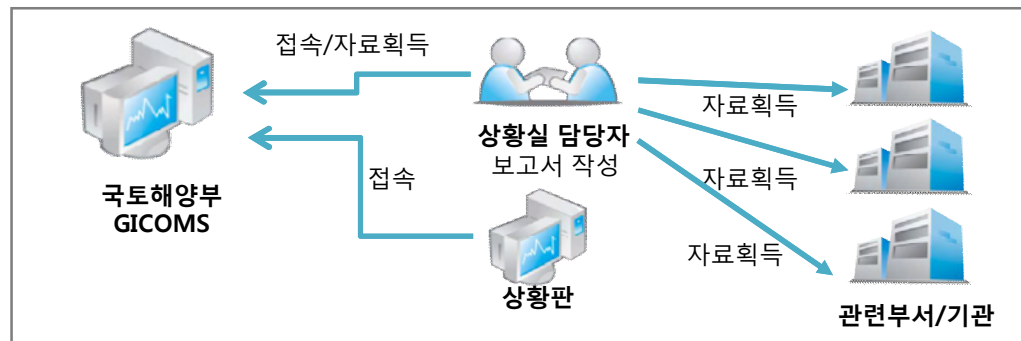 접속/자료획득
자료획득
상황실 담당자
보고서 작성
자료획득
접속
국토해양부
GICOMS
자료획득
상황판
관련부서/기관